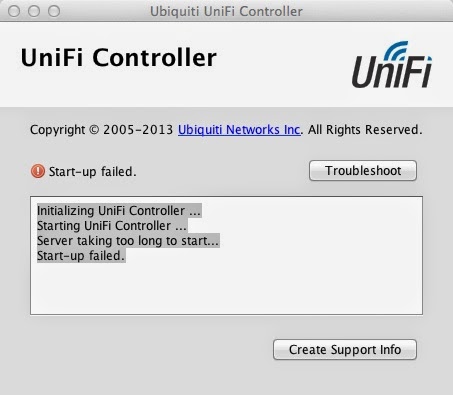 Ubiquiti UniFi Controller
UniFi Controller
UniFi
Copyright © 2005-2013 Ubiquiti Networks Inc. All Rights Reserved.
Start-up failed.
Troubleshoot
Initializing UniFi Controller ...
Starting UniFi Controller ...
Server taking too long to start...
Start-up failed.
Create Support Info